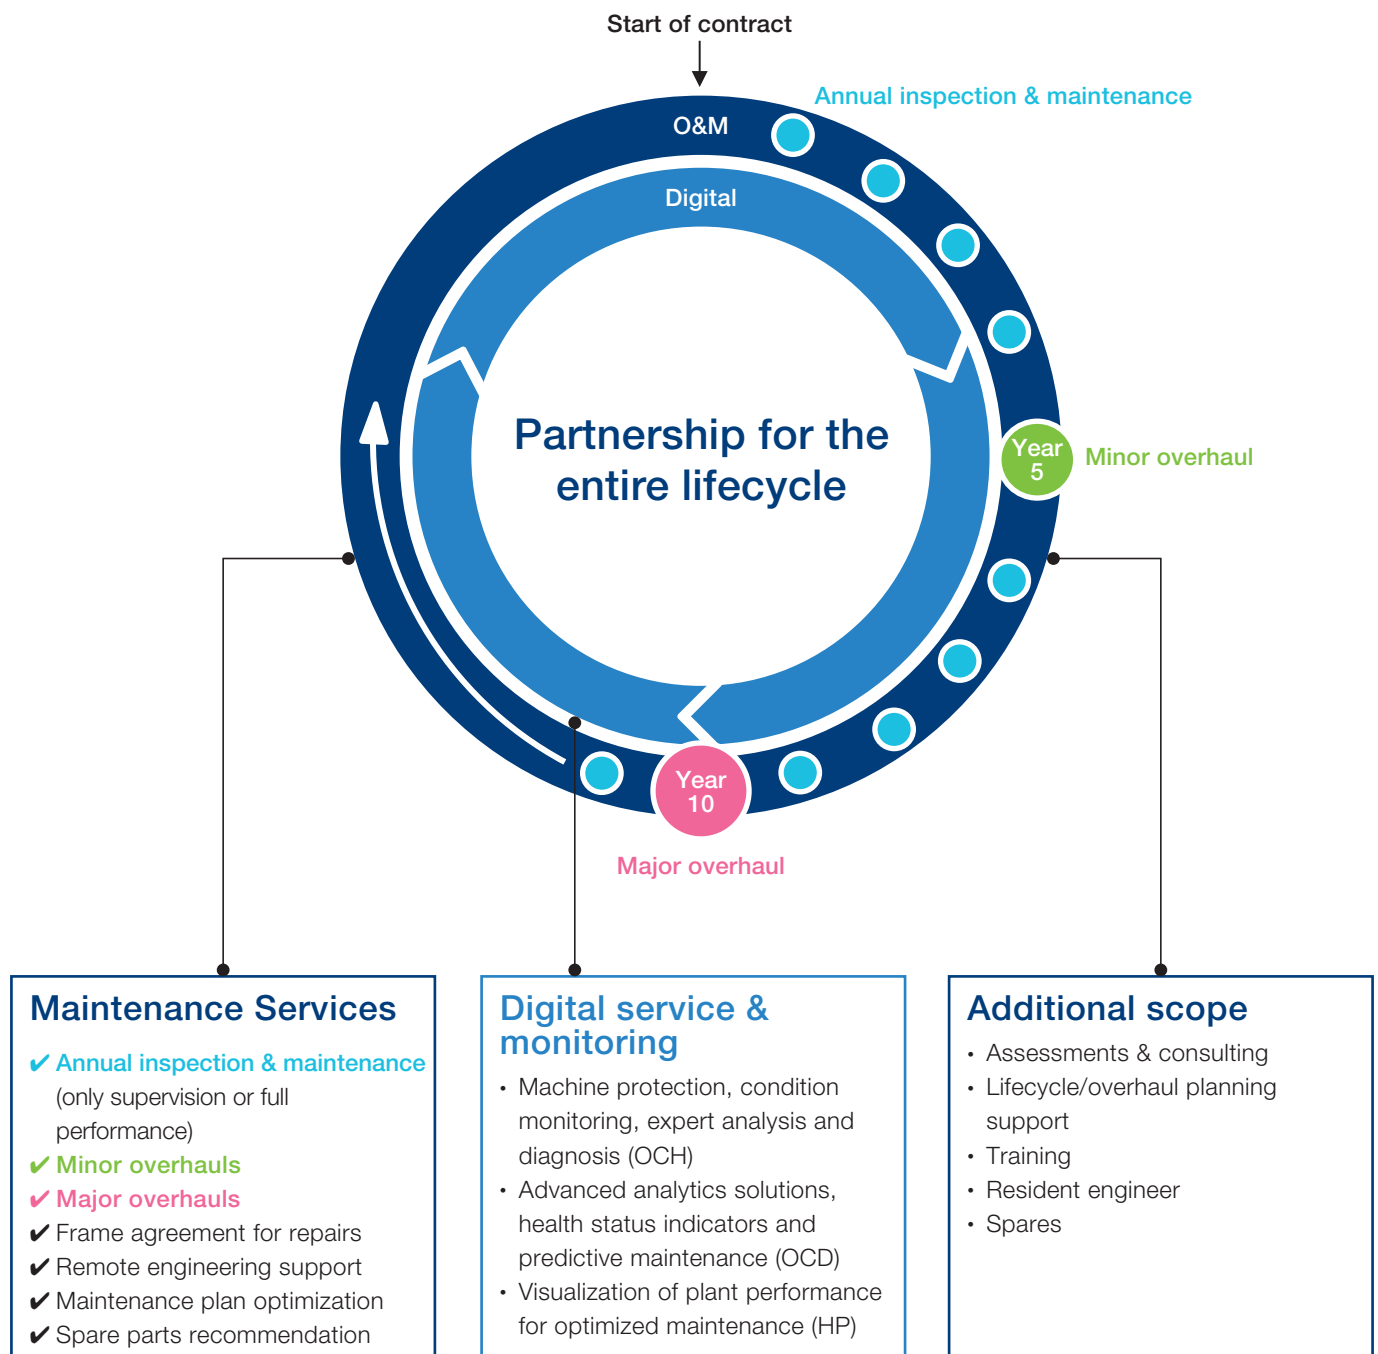 Start of contract
Annual inspection & maintenance
O&M
Digital
Partnership for the
entire lifecycle
Year
5
Minor overhaul
Year
10
Major overhaul
Maintenance Services
✔ Annual inspection & maintenance
(only supervision or full
performance)
✔ Minor overhauls
✔ Major overhauls
✔ Frame agreement for repairs
✔ Remote engineering support
✔ Maintenance plan optimization
✔ Spare parts recommendation
Digital service &
monitoring
• Machine protection, condition
monitoring, expert analysis and
diagnosis (OCH)
• Advanced analytics solutions,
health status indicators and
predictive maintenance (OCD)
• Visualization of plant performance
for optimized maintenance (HP)
Additional scope
• Assessments & consulting
• Lifecycle/overhaul planning
support
• Training
• Resident engineer
• Spares